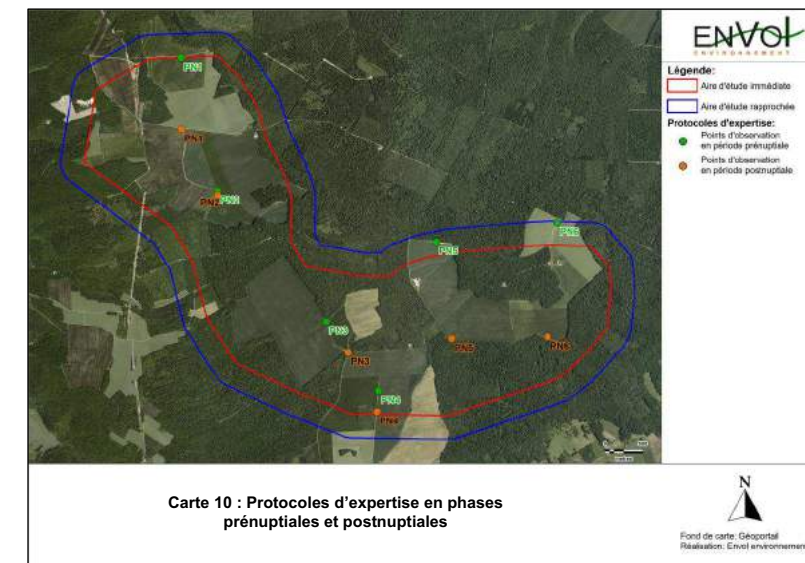 ENVOL
ENVIRONNEMENT
Légende:
Aire d'étude immédiate
Aire d'étude rapprochée
Protocoles d'expertise:
Points d'observation
en période prénuptiale
Points d'observation
en période postnuptiale
PN1
PN1
PN2
PN2
PN5
PN6
PN3
PN3
PN5
PN6
PN4
PN4
Carte 10 : Protocoles d'expertise en phases
prénuptiales et postnuptiales
N
Fond de carte: Géoportail
Réalisation: Envol environnement